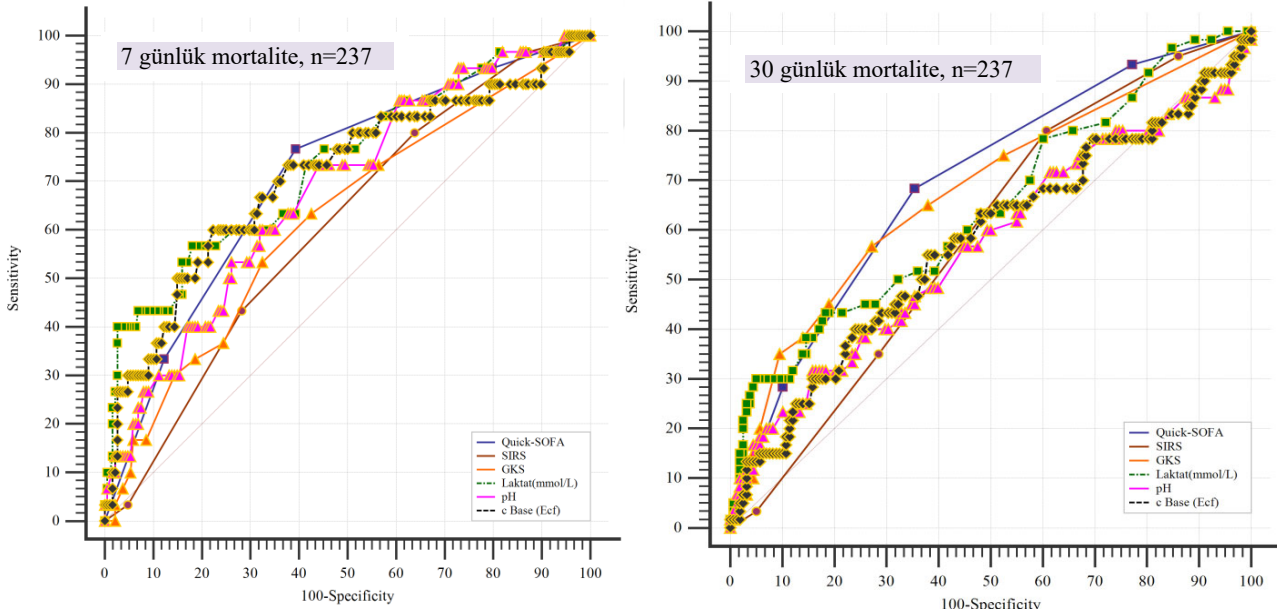 7 günlük mortalite, n=237
Sensitivity
100
90
80
70
60
50
40
30
20
10
0
0 10 20 30 40 50 60 70 80 90 100
100-Specificity
Quick-SOFA
SIRS
GKS
Laktat(mmol/L)
pH
c Base (Ecf)
30 günlük mortalite, n=237
Sensitivity
100
90
80
70
60
50
40
30
20
10
0
0 10 20 30 40 50 60 70 80 90 100
100-Specificity
Quick-SOFA
SIRS
GKS
Laktat(mmol/L)
pH
c Base (Ecf)